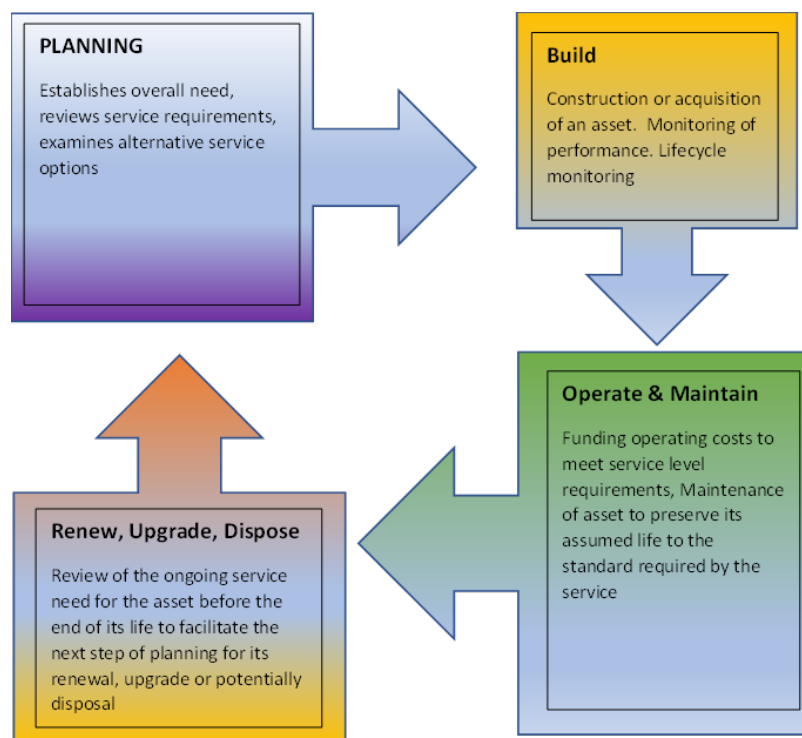 PLANNING
Establishes overall need,
reviews service requirements,
examines alternative service
options
Build
Construction or acquisition
of an asset.  Monitoring of
performance. Lifecycle
monitoring
Operate & Maintain
Funding operating costs to
meet service level
requirements, Maintenance
of asset to preserve its
assumed life to the
standard required by the
service
Renew, Upgrade, Dispose
Review of the ongoing service
need for the asset before the
end of its life to facilitate the
next step of planning for its
renewal, upgrade or potentially
disposal